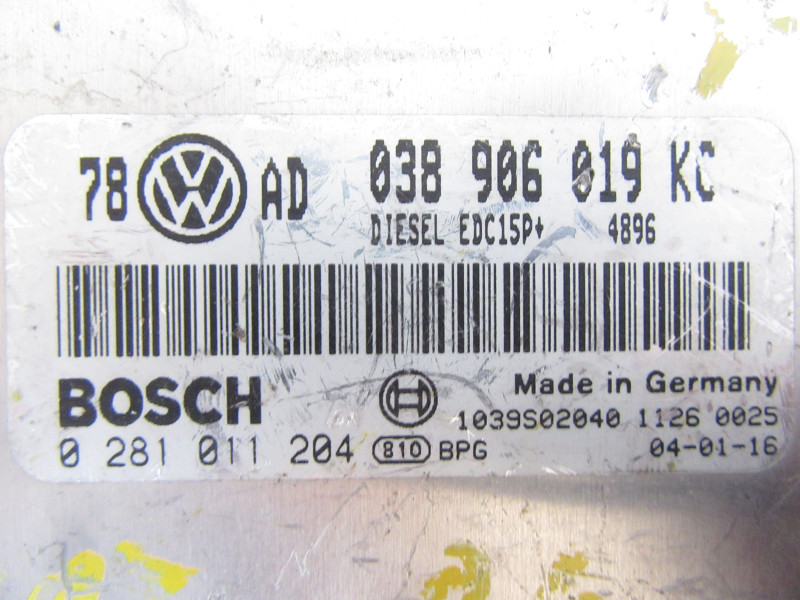 78 VW AD 038 906 019 KC
DIESEL EDC15P+ 4896
BOSCH Made in Germany
1039S02040 1126 0025
0 281 011 204 810 BPG 04-01-16